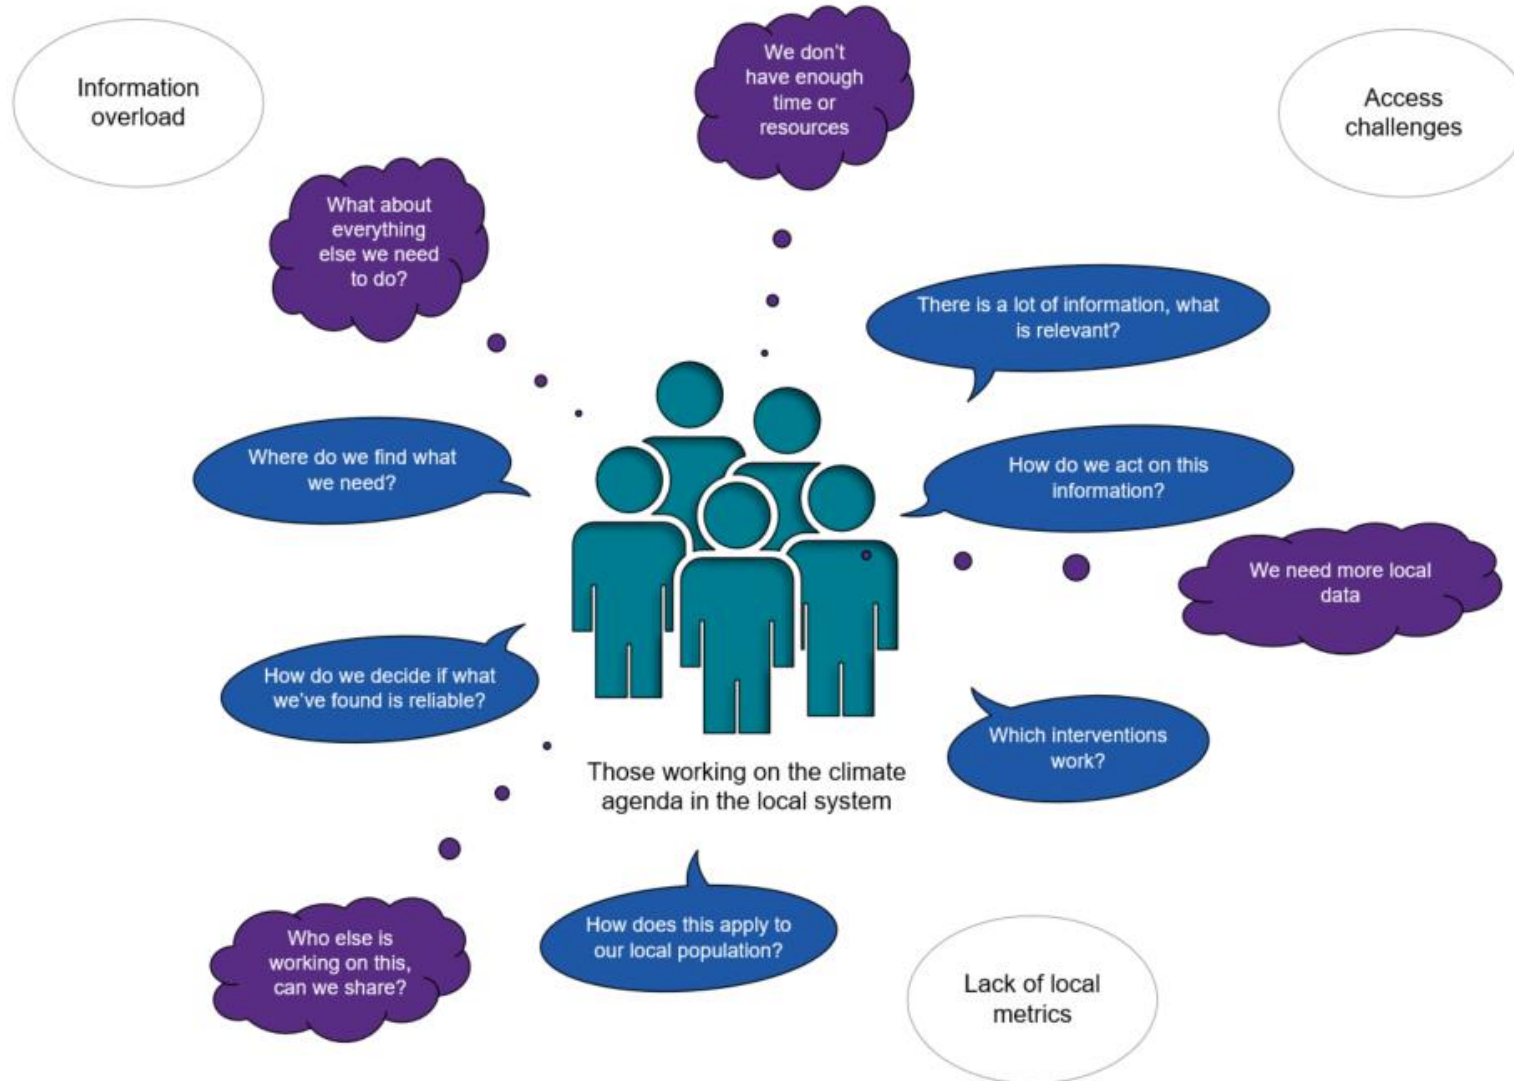 Information
overload
We don't
have enough
time or
resources
Access
challenges
What about
everything
else we need
to do?
There is a lot of information, what
is relevant?
Where do we find what
we need?
How do we act on this
information?
We need more local
data
How do we decide if what
we've found is reliable?
Which interventions
work?
Those working on the climate
agenda in the local system
Who else is
working on this,
can we share?
How does this apply to
our local population?
Lack of local
metrics